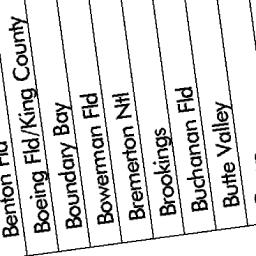 Benton Fld
Boeing Fld/King County
Boundary Bay
Bowerman Fld
Bremerton Ntl
Brookings
Buchanan Fld
Butte Valley